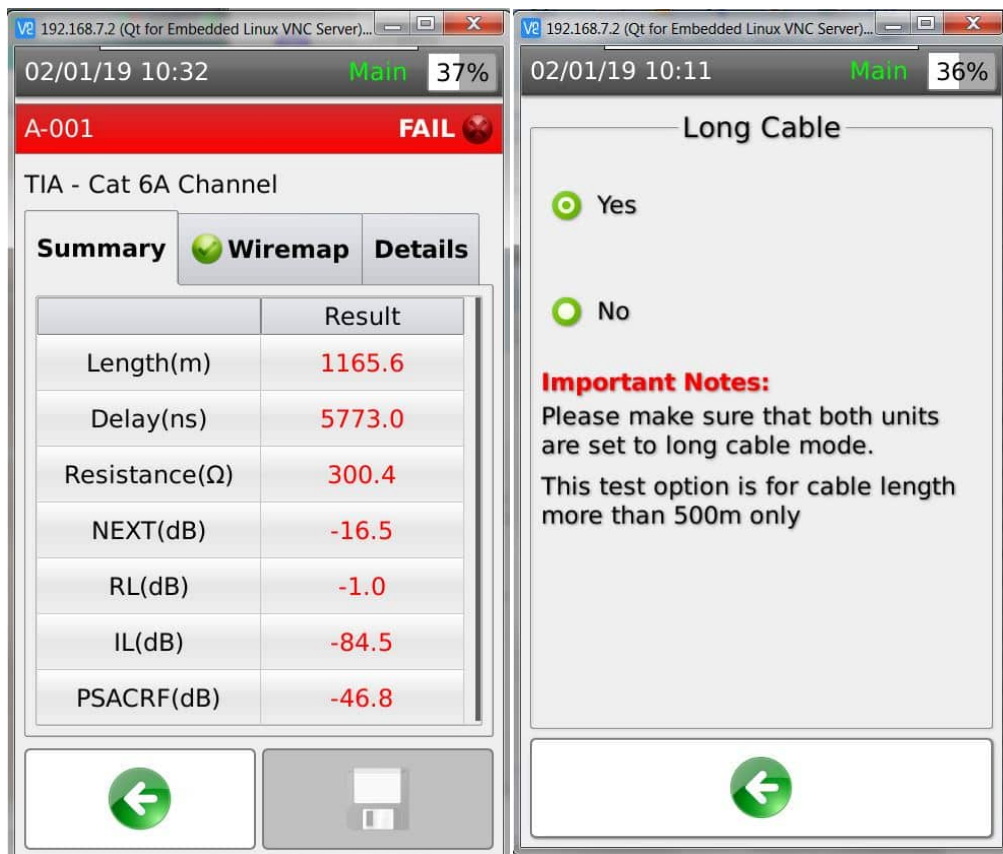 192.168.7.2 (Qt for Embedded Linux VNC Server)...
02/01/19 10:32 Main 37%
A-001 FAIL
TIA - Cat 6A Channel
Summary Wiremap Details
Result
Length(m) 1165.6
Delay(ns) 5773.0
Resistance(Ω) 300.4
NEXT(dB) -16.5
RL(dB) -1.0
IL(dB) -84.5
PSACRF(dB) -46.8
192.168.7.2 (Qt for Embedded Linux VNC Server)...
02/01/19 10:11 Main 36%
Long Cable
Yes
No
Important Notes:
Please make sure that both units
are set to long cable mode.
This test option is for cable length
more than 500m only